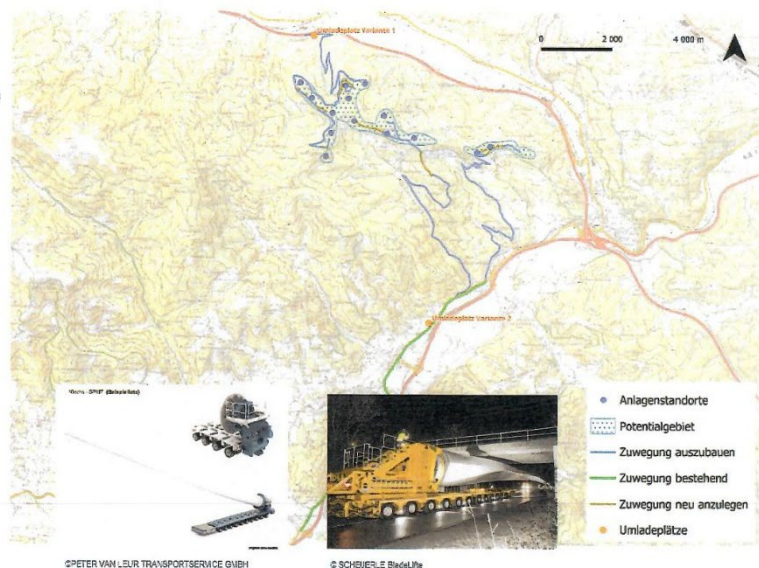 Umladeplatz Variante 1
0 2 000 4 000 m
Umladeplatz Variante 2
Anlagenstandorte
Potentialgebiet
Zuwegung auszubauen
Zuwegung bestehend
Zuwegung neu anzulegen
Umladeplätze
©PETER VAN LEUR TRANSPORTSERVICE GMBH
© SCHEUERLE BladeLifte